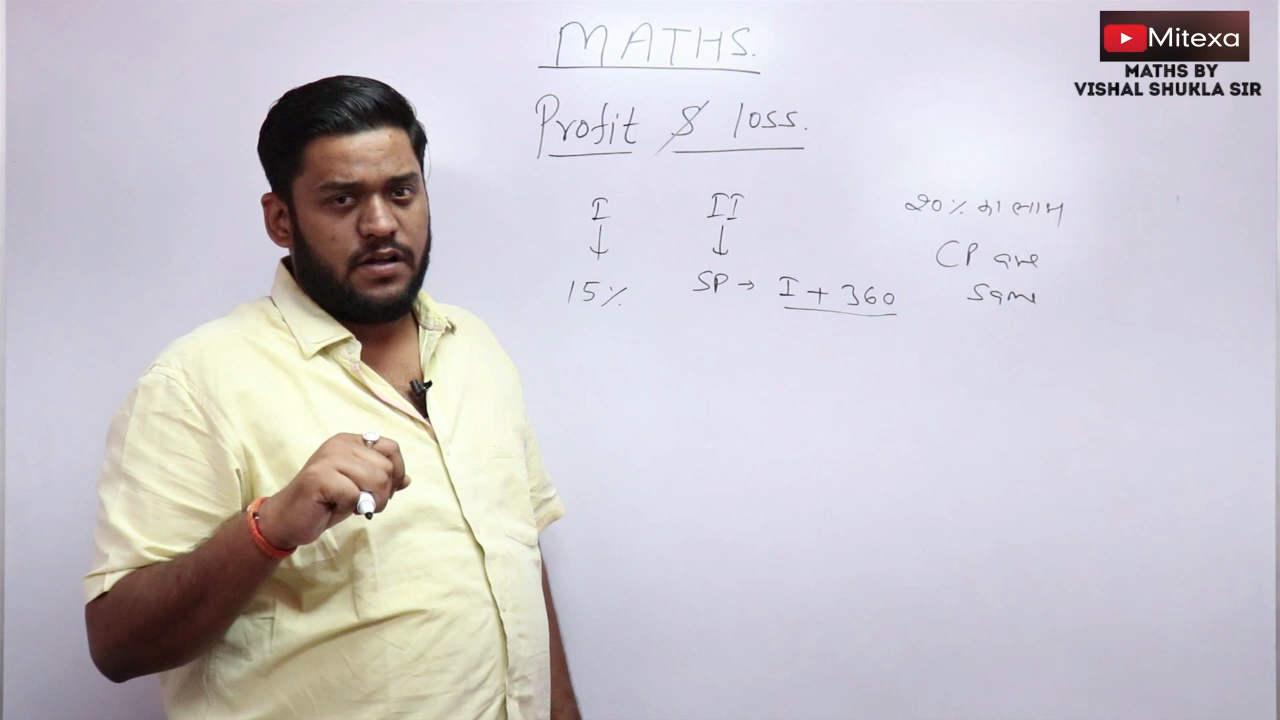 Mitexa
MATHS BY
VISHAL SHUKLA SIR
MATHS.
Profit & loss.
I II
15% SP → I + 360
20% का लाभ
CP are
Same